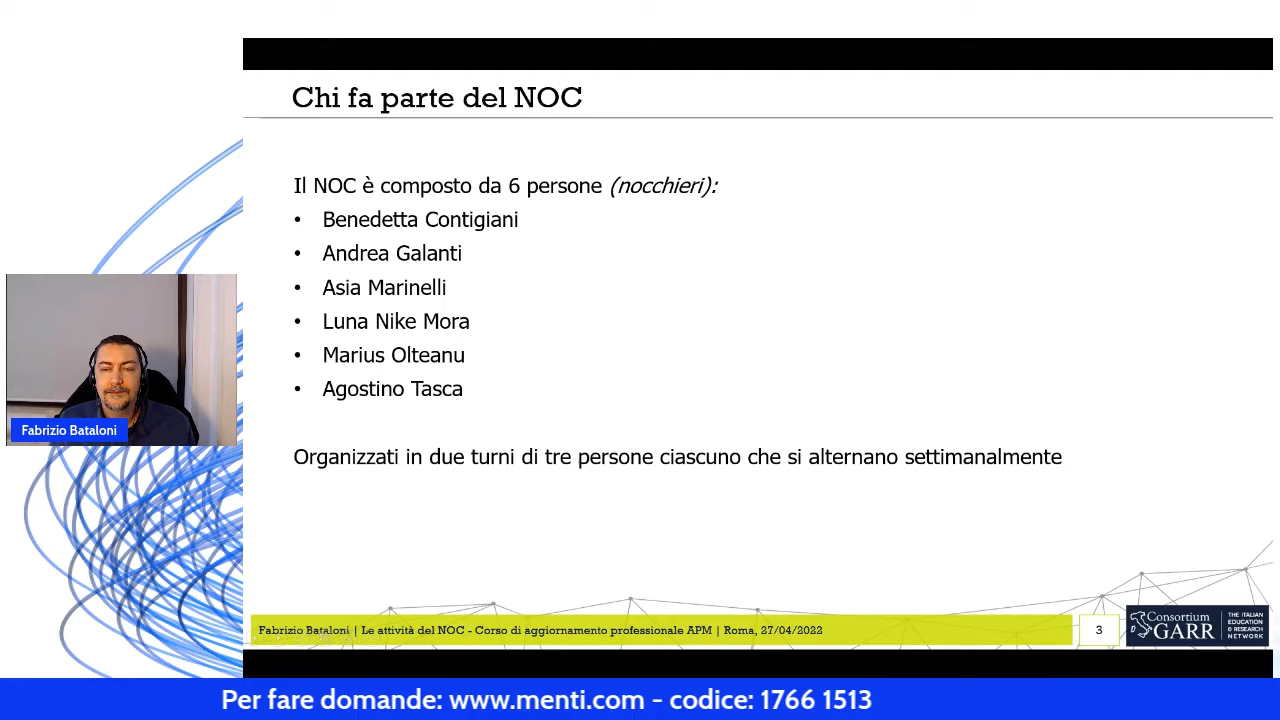 Chi fa parte del NOC
Il NOC è composto da 6 persone (nocchieri):
• Benedetta Contigiani
• Andrea Galanti
• Asia Marinelli
• Luna Nike Mora
• Marius Olteanu
• Agostino Tasca
Organizzati in due turni di tre persone ciascuno che si alternano settimanalmente
Fabrizio Bataloni
Fabrizio Bataloni | Le attività del NOC - Corso di aggiornamento professionale APM | Roma, 27/04/2022
3
Consortium
GARR
THE ITALIAN
EDUCATION
& RESEARCH
NETWORK
Per fare domande: www.menti.com - codice: 1766 1513